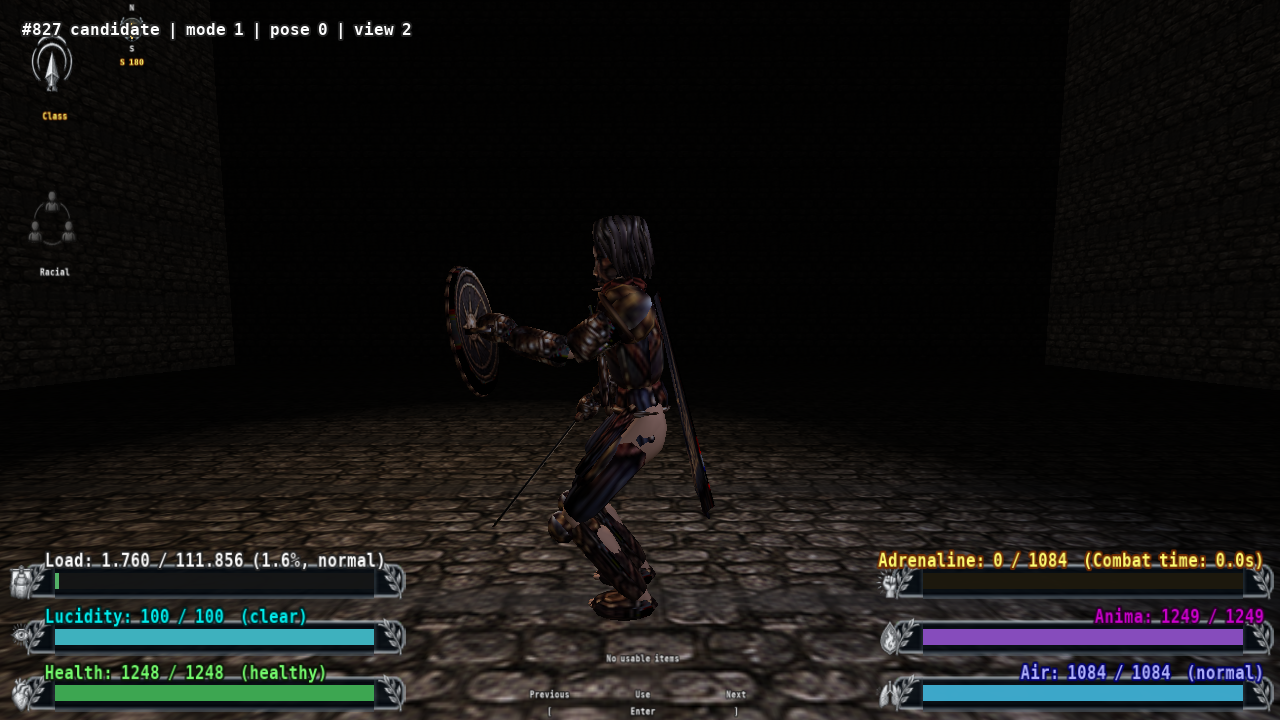 #827 candidate | mode 1 | pose 0 | view 2
N
S
S 180
Class
Racial
Load: 1.760 / 111.856 (1.6%, normal)
Adrenaline: 0 / 1084 (Combat time: 0.0s)
Lucidity: 100 / 100 (clear)
Anima: 1249 / 1249
No usable items
Health: 1248 / 1248 (healthy)
Air: 1084 / 1084 (normal)
Previous Use Next
[ Enter ]